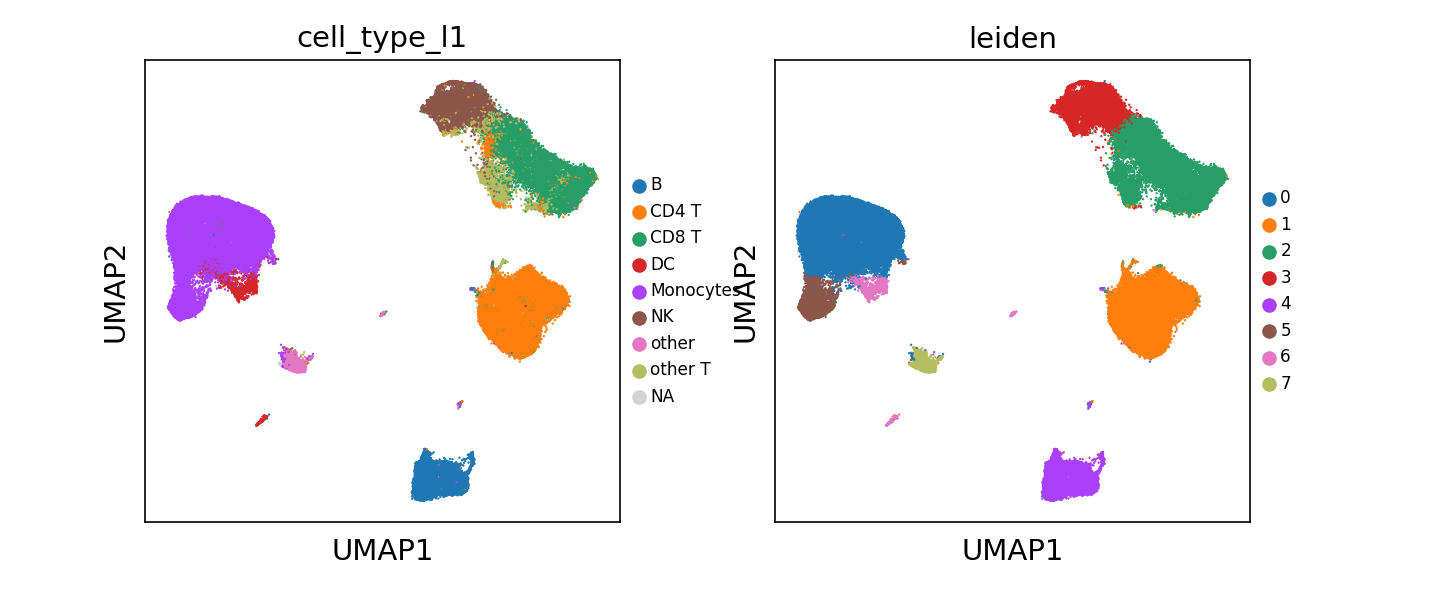 cell_type_l1
UMAP2
UMAP1
B
CD4 T
CD8 T
DC
Monocytes
NK
other
other T
NA
leiden
UMAP2
UMAP1
0
1
2
3
4
5
6
7